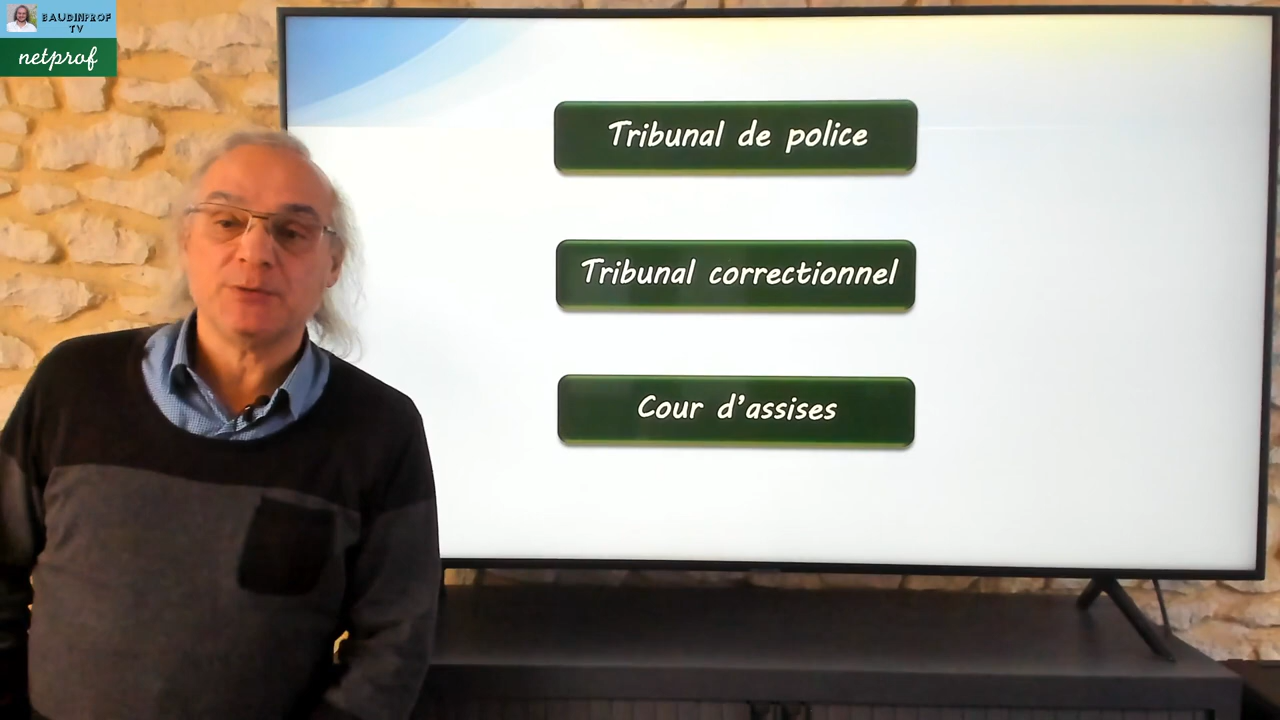 BAUDINPROF
TV
netprof
Tribunal de police
Tribunal correctionnel
Cour d'assises